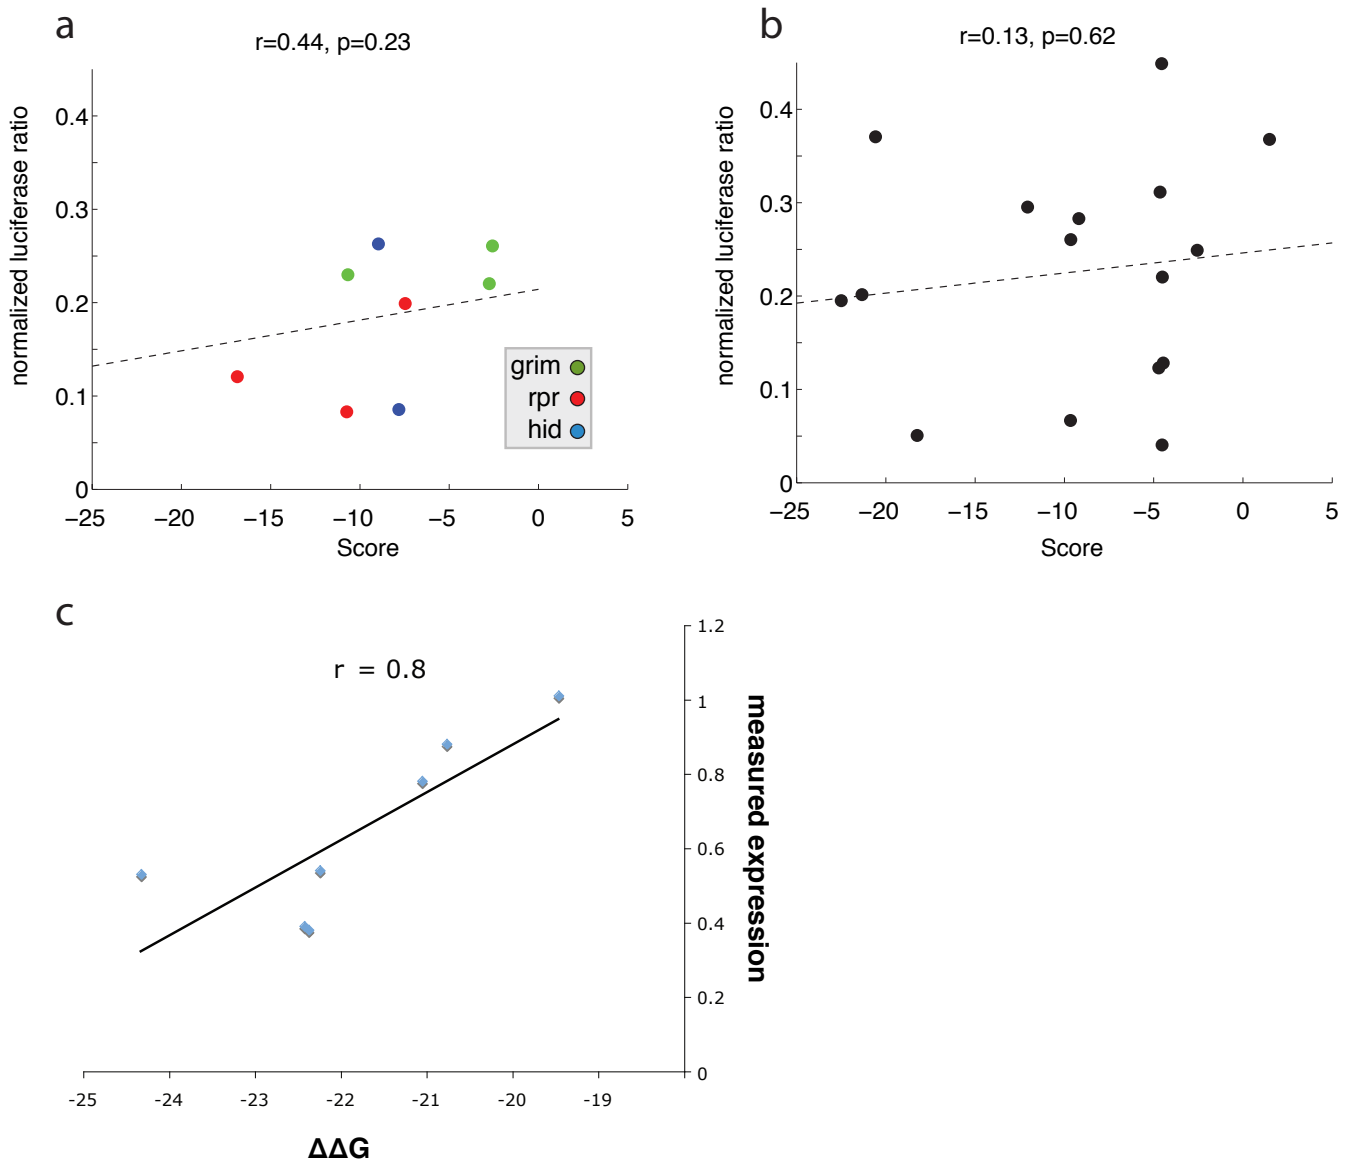 a
r=0.44, p=0.23
normalized luciferase ratio
0.4
0.3
0.2
0.1
0
−25 −20 −15 −10 −5 0 5
Score
grim
rpr
hid
b
r=0.13, p=0.62
normalized luciferase ratio
0.4
0.3
0.2
0.1
0
−25 −20 −15 −10 −5 0 5
Score
c
r = 0.8
1.2
1
0.8
0.6
0.4
0.2
0
measured expression
-25 -24 -23 -22 -21 -20 -19
ΔΔG